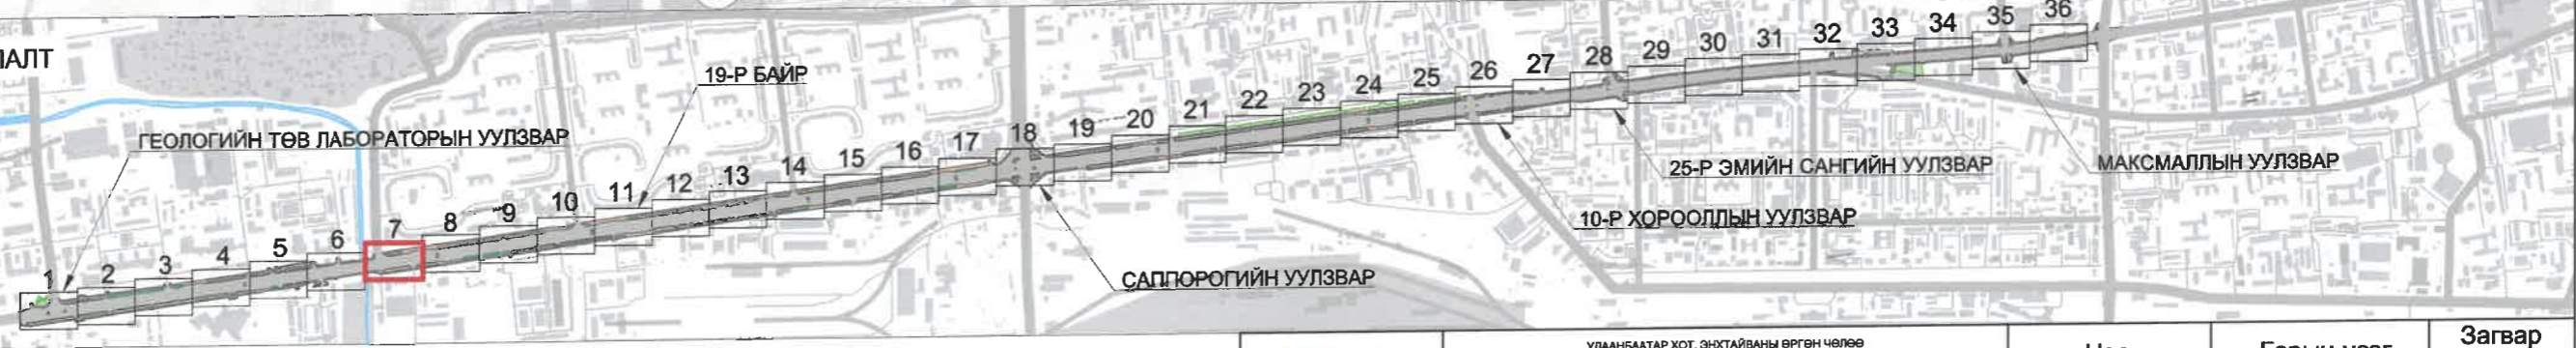 35 36
32 33 34
28 29 30 31
26 27
ЛАЛТ
19-Р БАЙР
21 22 23 24 25
18 19 20
ГЕОЛОГИЙН ТӨВ ЛАБОРАТОРЫН УУЛЗВАР
13 14 15 16 17
25-Р ЭМИЙН САНГИЙН УУЛЗВАР
МАКСМАЛЛЫН УУЛЗВАР
7 8 9 10 11 12
10-Р ХОРООЛЛЫН УУЛЗВАР
1 2 3 4 5 6
САППОРОГИЙН УУЛЗВАР
УЛААНБААТАР ХОТ, ЭНХТАЙВАНЫ ӨРГӨН ЧӨЛӨӨ
Загвар